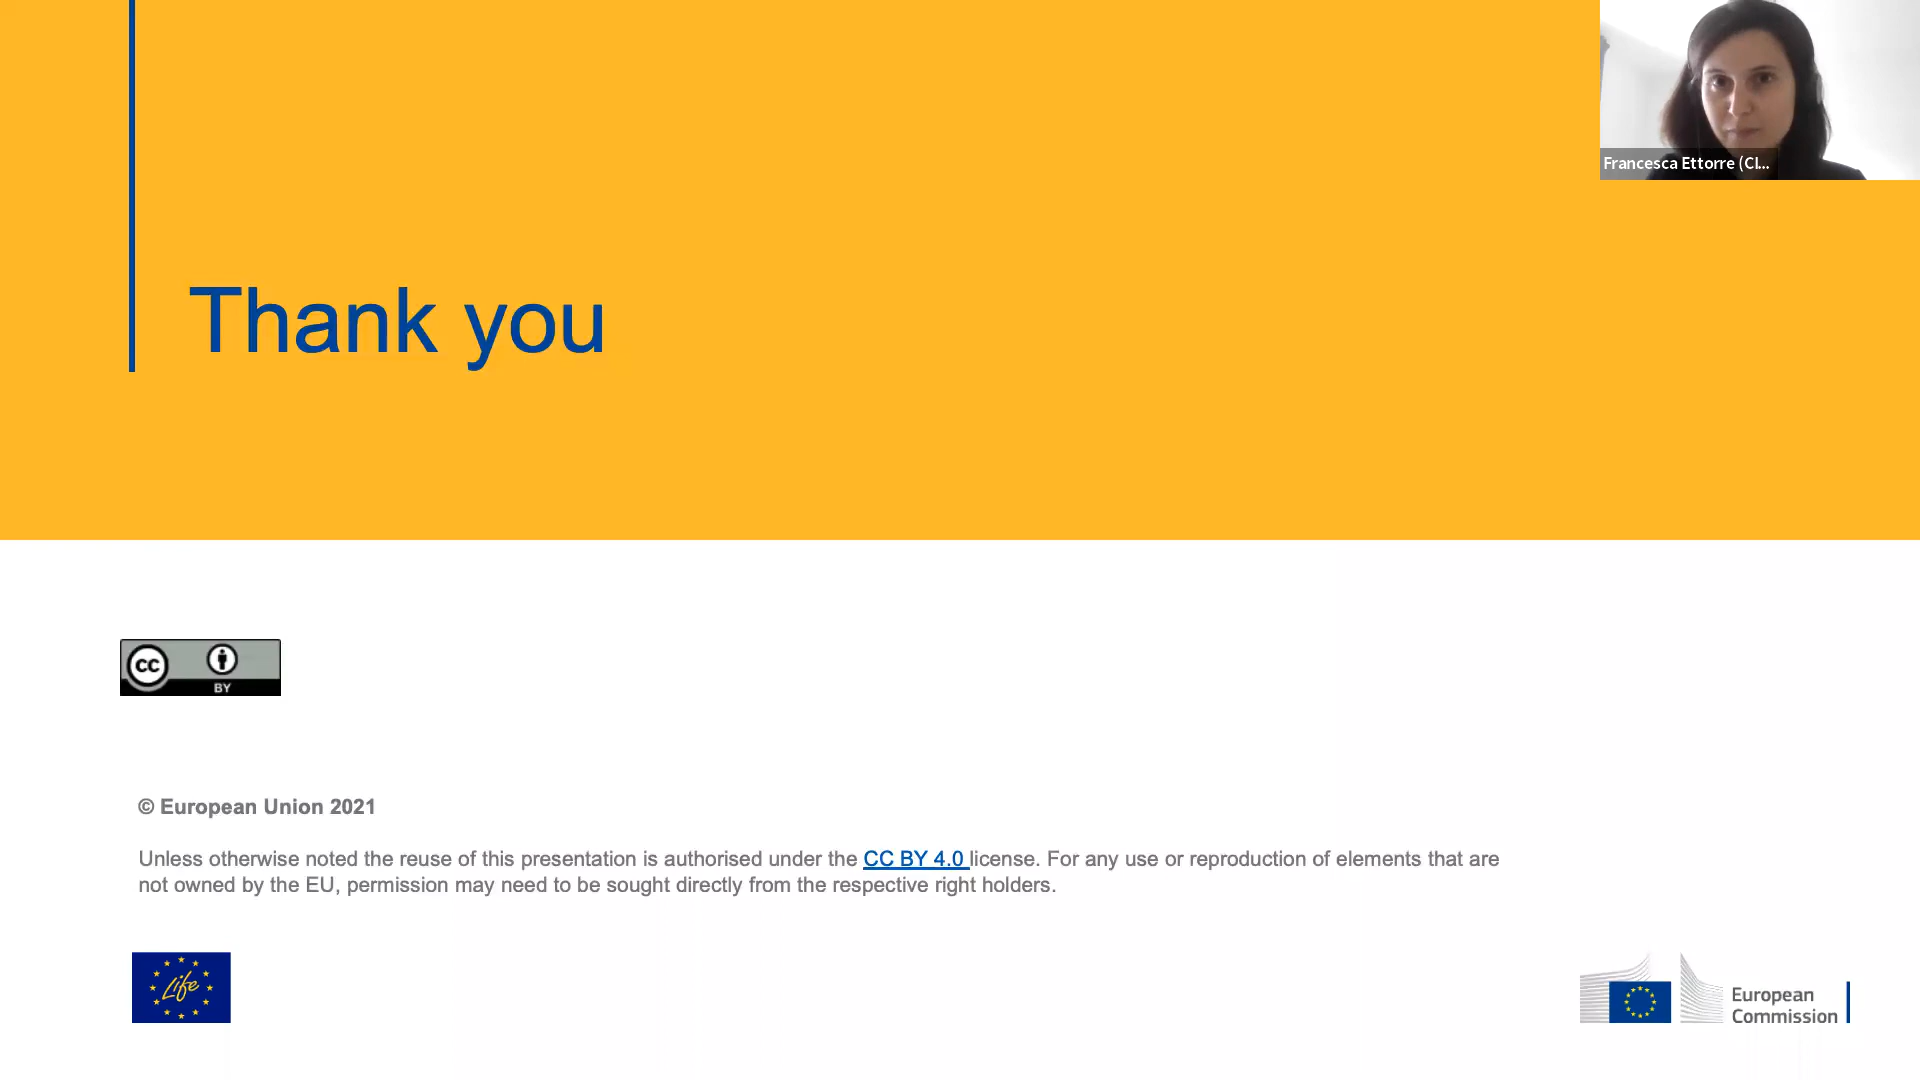 Francesca Ettorre (Cl...
Thank you
cc
BY
© European Union 2021
Unless otherwise noted the reuse of this presentation is authorised under the CC BY 4.0 license. For any use or reproduction of elements that are
not owned by the EU, permission may need to be sought directly from the respective right holders.
Life
European
Commission